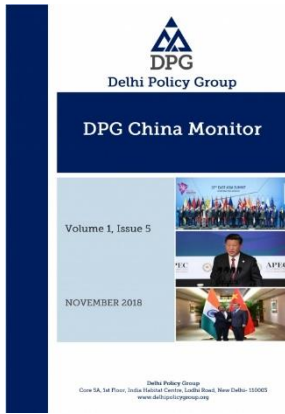 DPG
Delhi Policy Group
DPG China Monitor
Volume 1, Issue 5
APEC
NOVEMBER 2018
Delhi Policy Group
Core 5A, 1st Floor, India Habitat Centre, Lodhi Road, New Delhi- 110003
www.delhipolicygroup.org